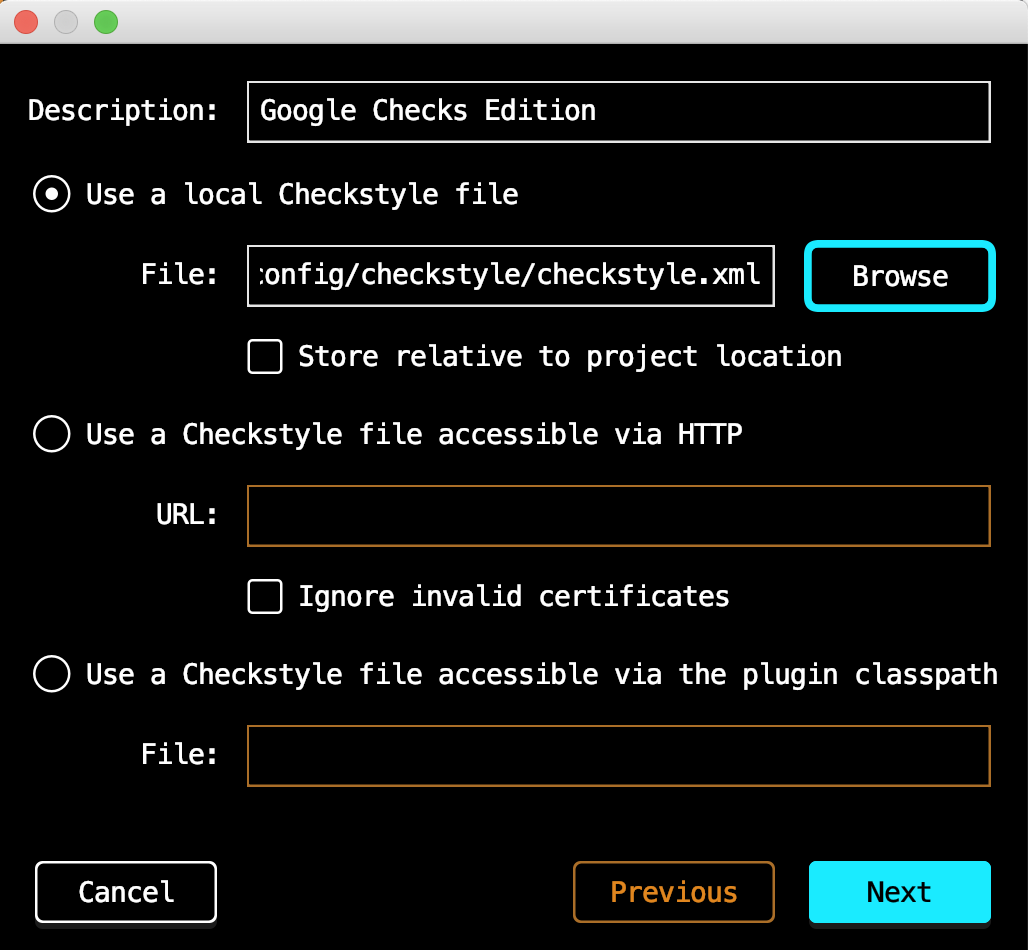 Description: Google Checks Edition
Use a local Checkstyle file
File: onfig/checkstyle/checkstyle.xml Browse
Store relative to project location
Use a Checkstyle file accessible via HTTP
URL:
Ignore invalid certificates
Use a Checkstyle file accessible via the plugin classpath
File:
Cancel Previous Next